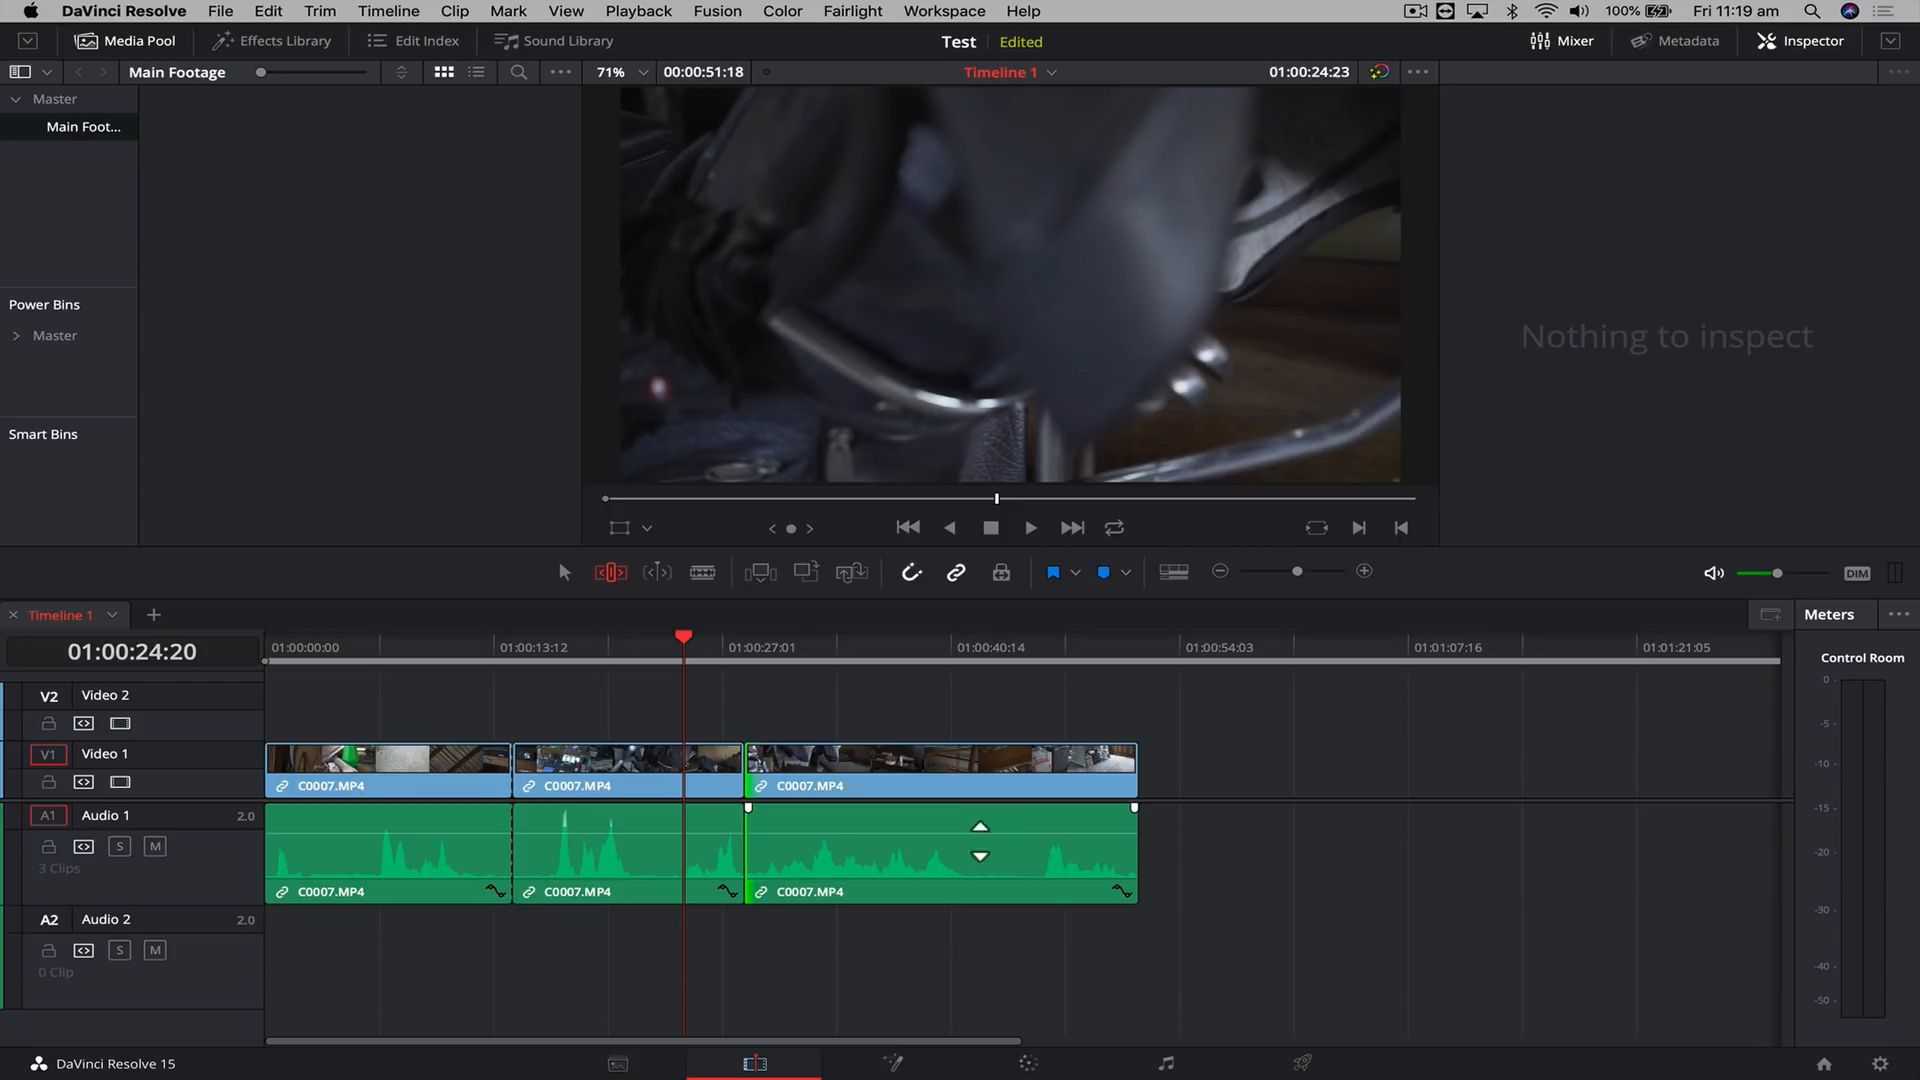 DaVinci Resolve File Edit Trim Timeline Clip Mark View Playback Fusion Color Fairlight Workspace Help 100% Fri 11:19 am
Media Pool Effects Library Edit Index Sound Library Test Edited Mixer Metadata Inspector
Main Footage 71% 00:00:51:18 Timeline 1 01:00:24:23
Master
Main Foot...
Power Bins
Master
Nothing to inspect
Smart Bins
DIM
Timeline 1 Meters
01:00:24:20 01:00:00:00 01:00:13:12 01:00:27:01 01:00:40:14 01:00:54:03 01:01:07:16 01:01:21:05
Control Room
0
-5
-10
-15
-20
-30
-40
-50
V2 Video 2
V1 Video 1
C0007.MP4 C0007.MP4 C0007.MP4
A1 Audio 1 2.0
S M
3 Clips
C0007.MP4 C0007.MP4 C0007.MP4
A2 Audio 2 2.0
S M
0 Clip
DaVinci Resolve 15